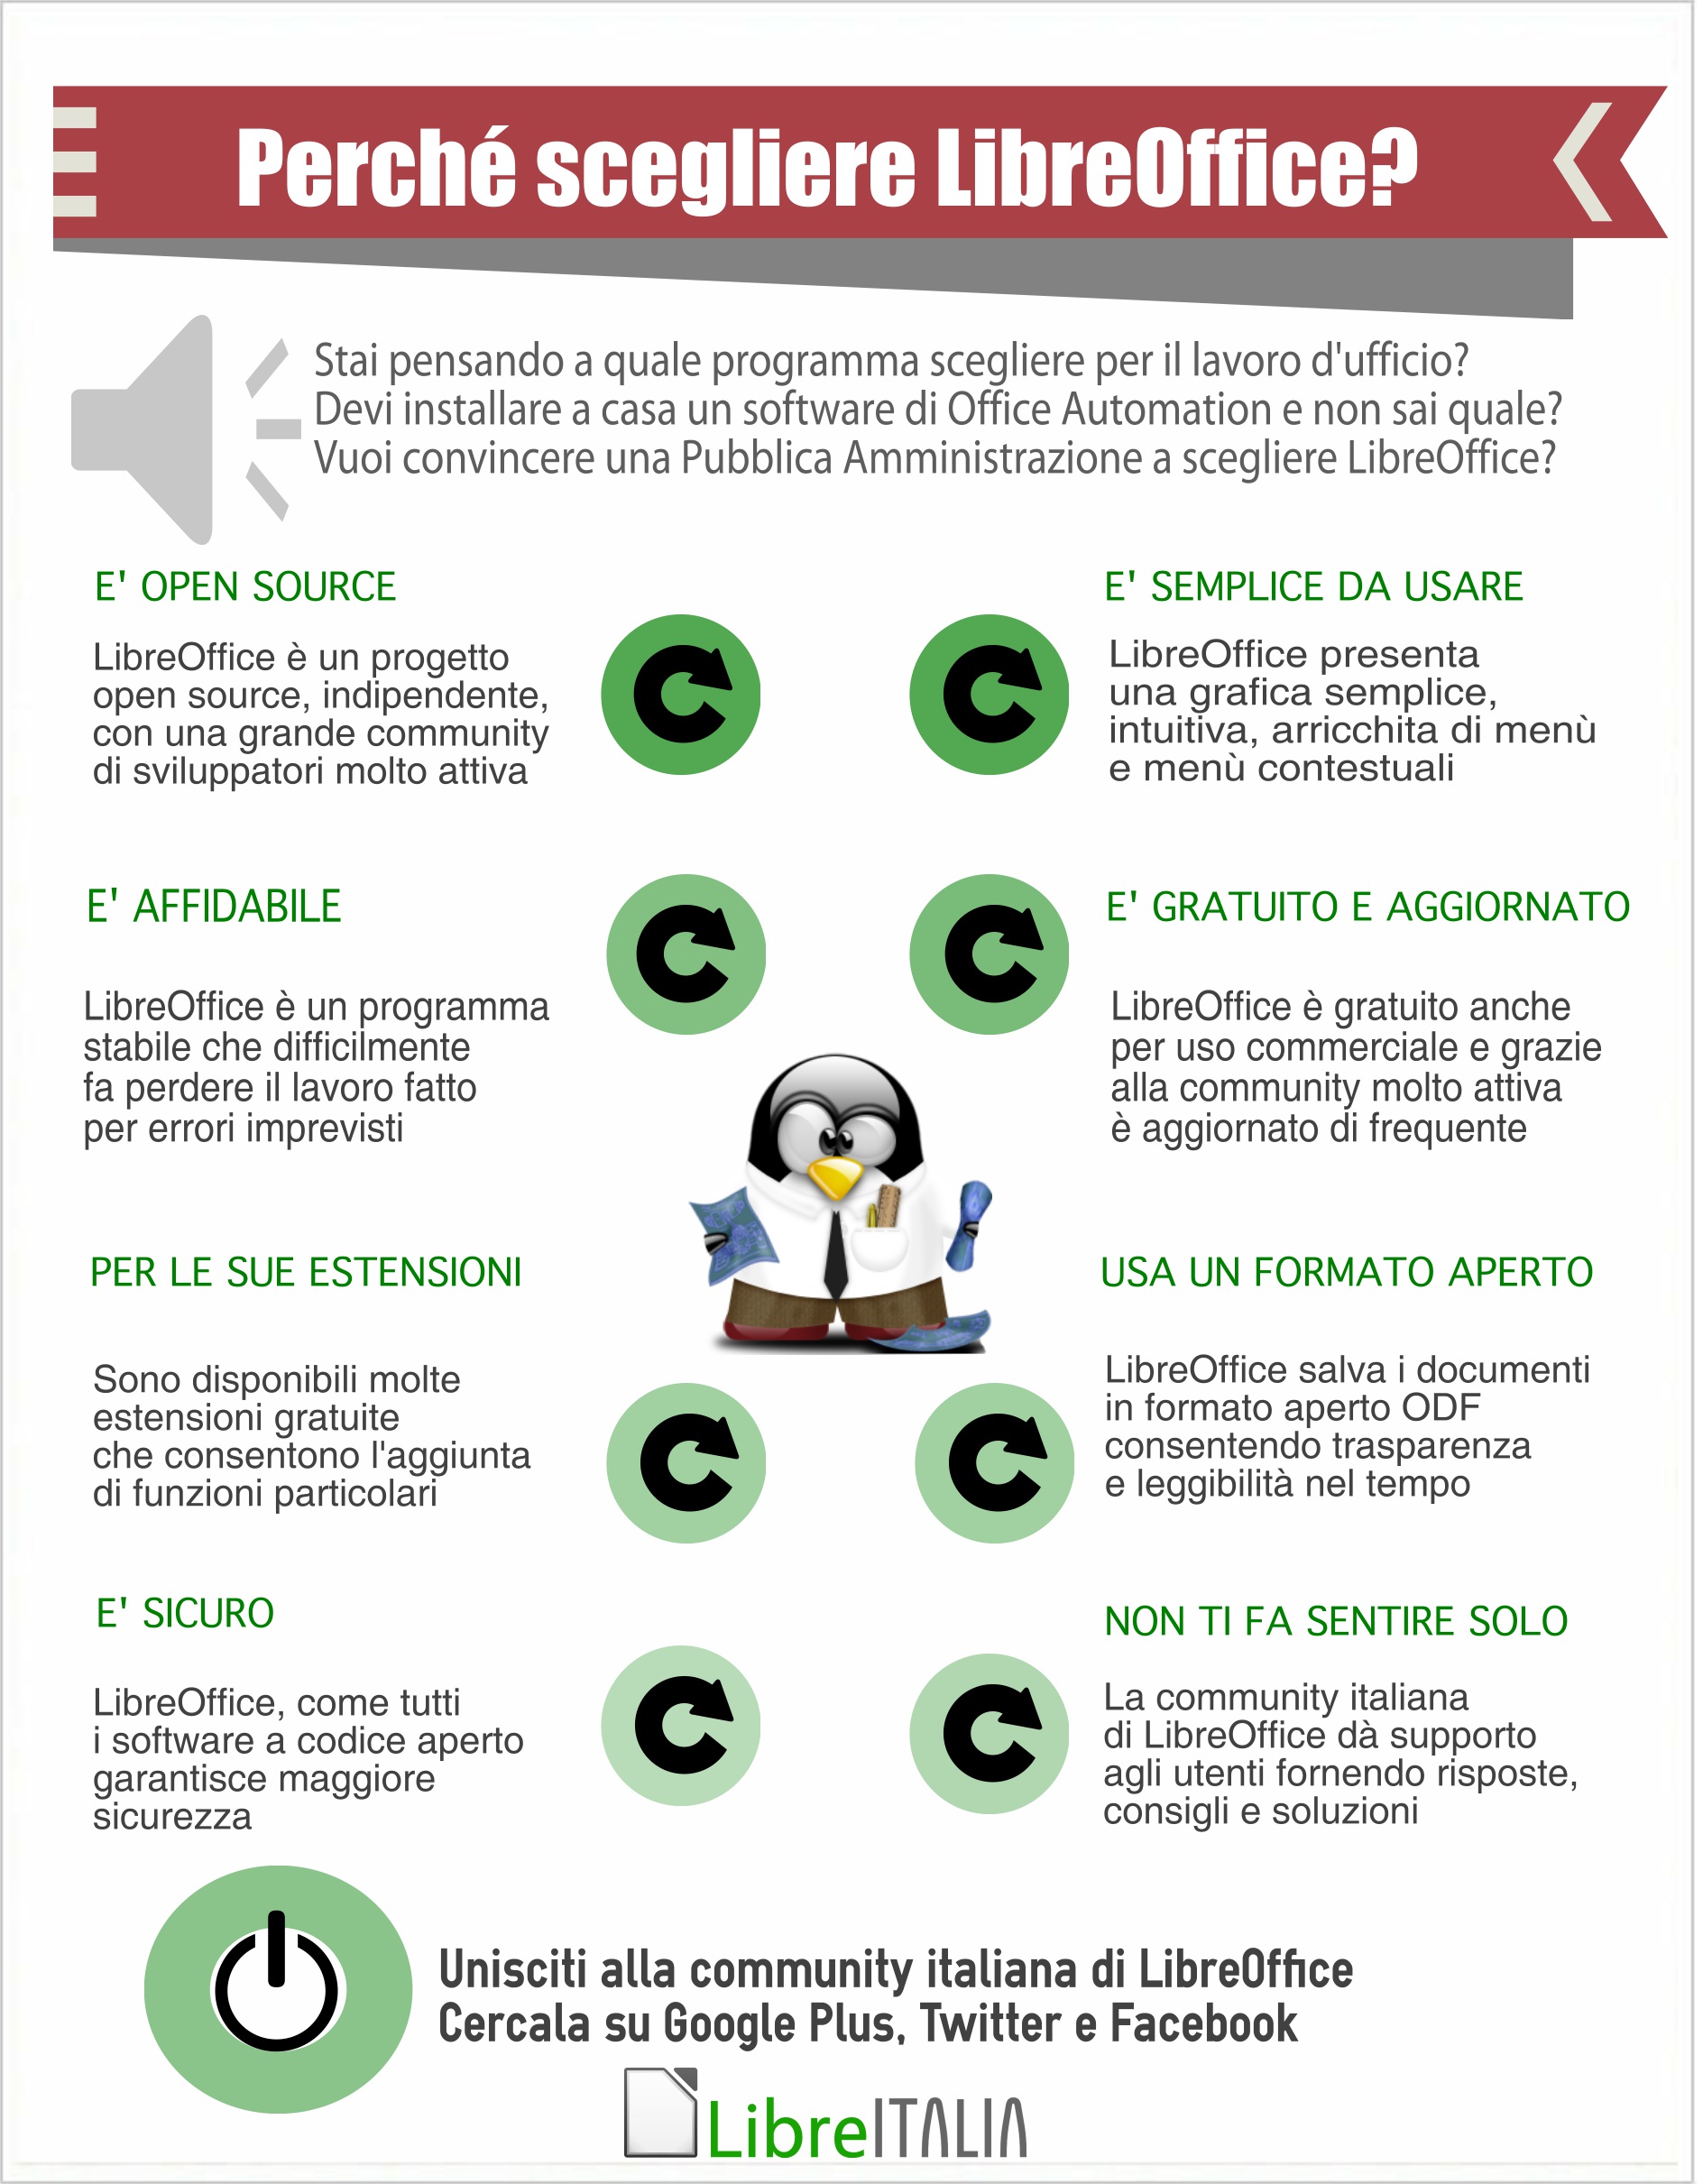 Perché scegliere LibreOffice?
Stai pensando a quale programma scegliere per il lavoro d'ufficio?
Devi installare a casa un software di Office Automation e non sai quale?
Vuoi convincere una Pubblica Amministrazione a scegliere LibreOffice?
E' OPEN SOURCE
LibreOffice è un progetto
open source, indipendente,
con una grande community
di sviluppatori molto attiva
E' SEMPLICE DA USARE
LibreOffice presenta
una grafica semplice,
intuitiva, arricchita di menù
e menù contestuali
E' AFFIDABILE
LibreOffice è un programma
stabile che difficilmente
fa perdere il lavoro fatto
per errori imprevisti
E' GRATUITO E AGGIORNATO
LibreOffice è gratuito anche
per uso commerciale e grazie
alla community molto attiva
è aggiornato di frequente
PER LE SUE ESTENSIONI
Sono disponibili molte
estensioni gratuite
che consentono l'aggiunta
di funzioni particolari
USA UN FORMATO APERTO
LibreOffice salva i documenti
in formato aperto ODF
consentendo trasparenza
e leggibilità nel tempo
E' SICURO
LibreOffice, come tutti
i software a codice aperto
garantisce maggiore
sicurezza
NON TI FA SENTIRE SOLO
La community italiana
di LibreOffice dà supporto
agli utenti fornendo risposte,
consigli e soluzioni
Unisciti alla community italiana di LibreOffice
Cercala su Google Plus, Twitter e Facebook
LibreITALIA